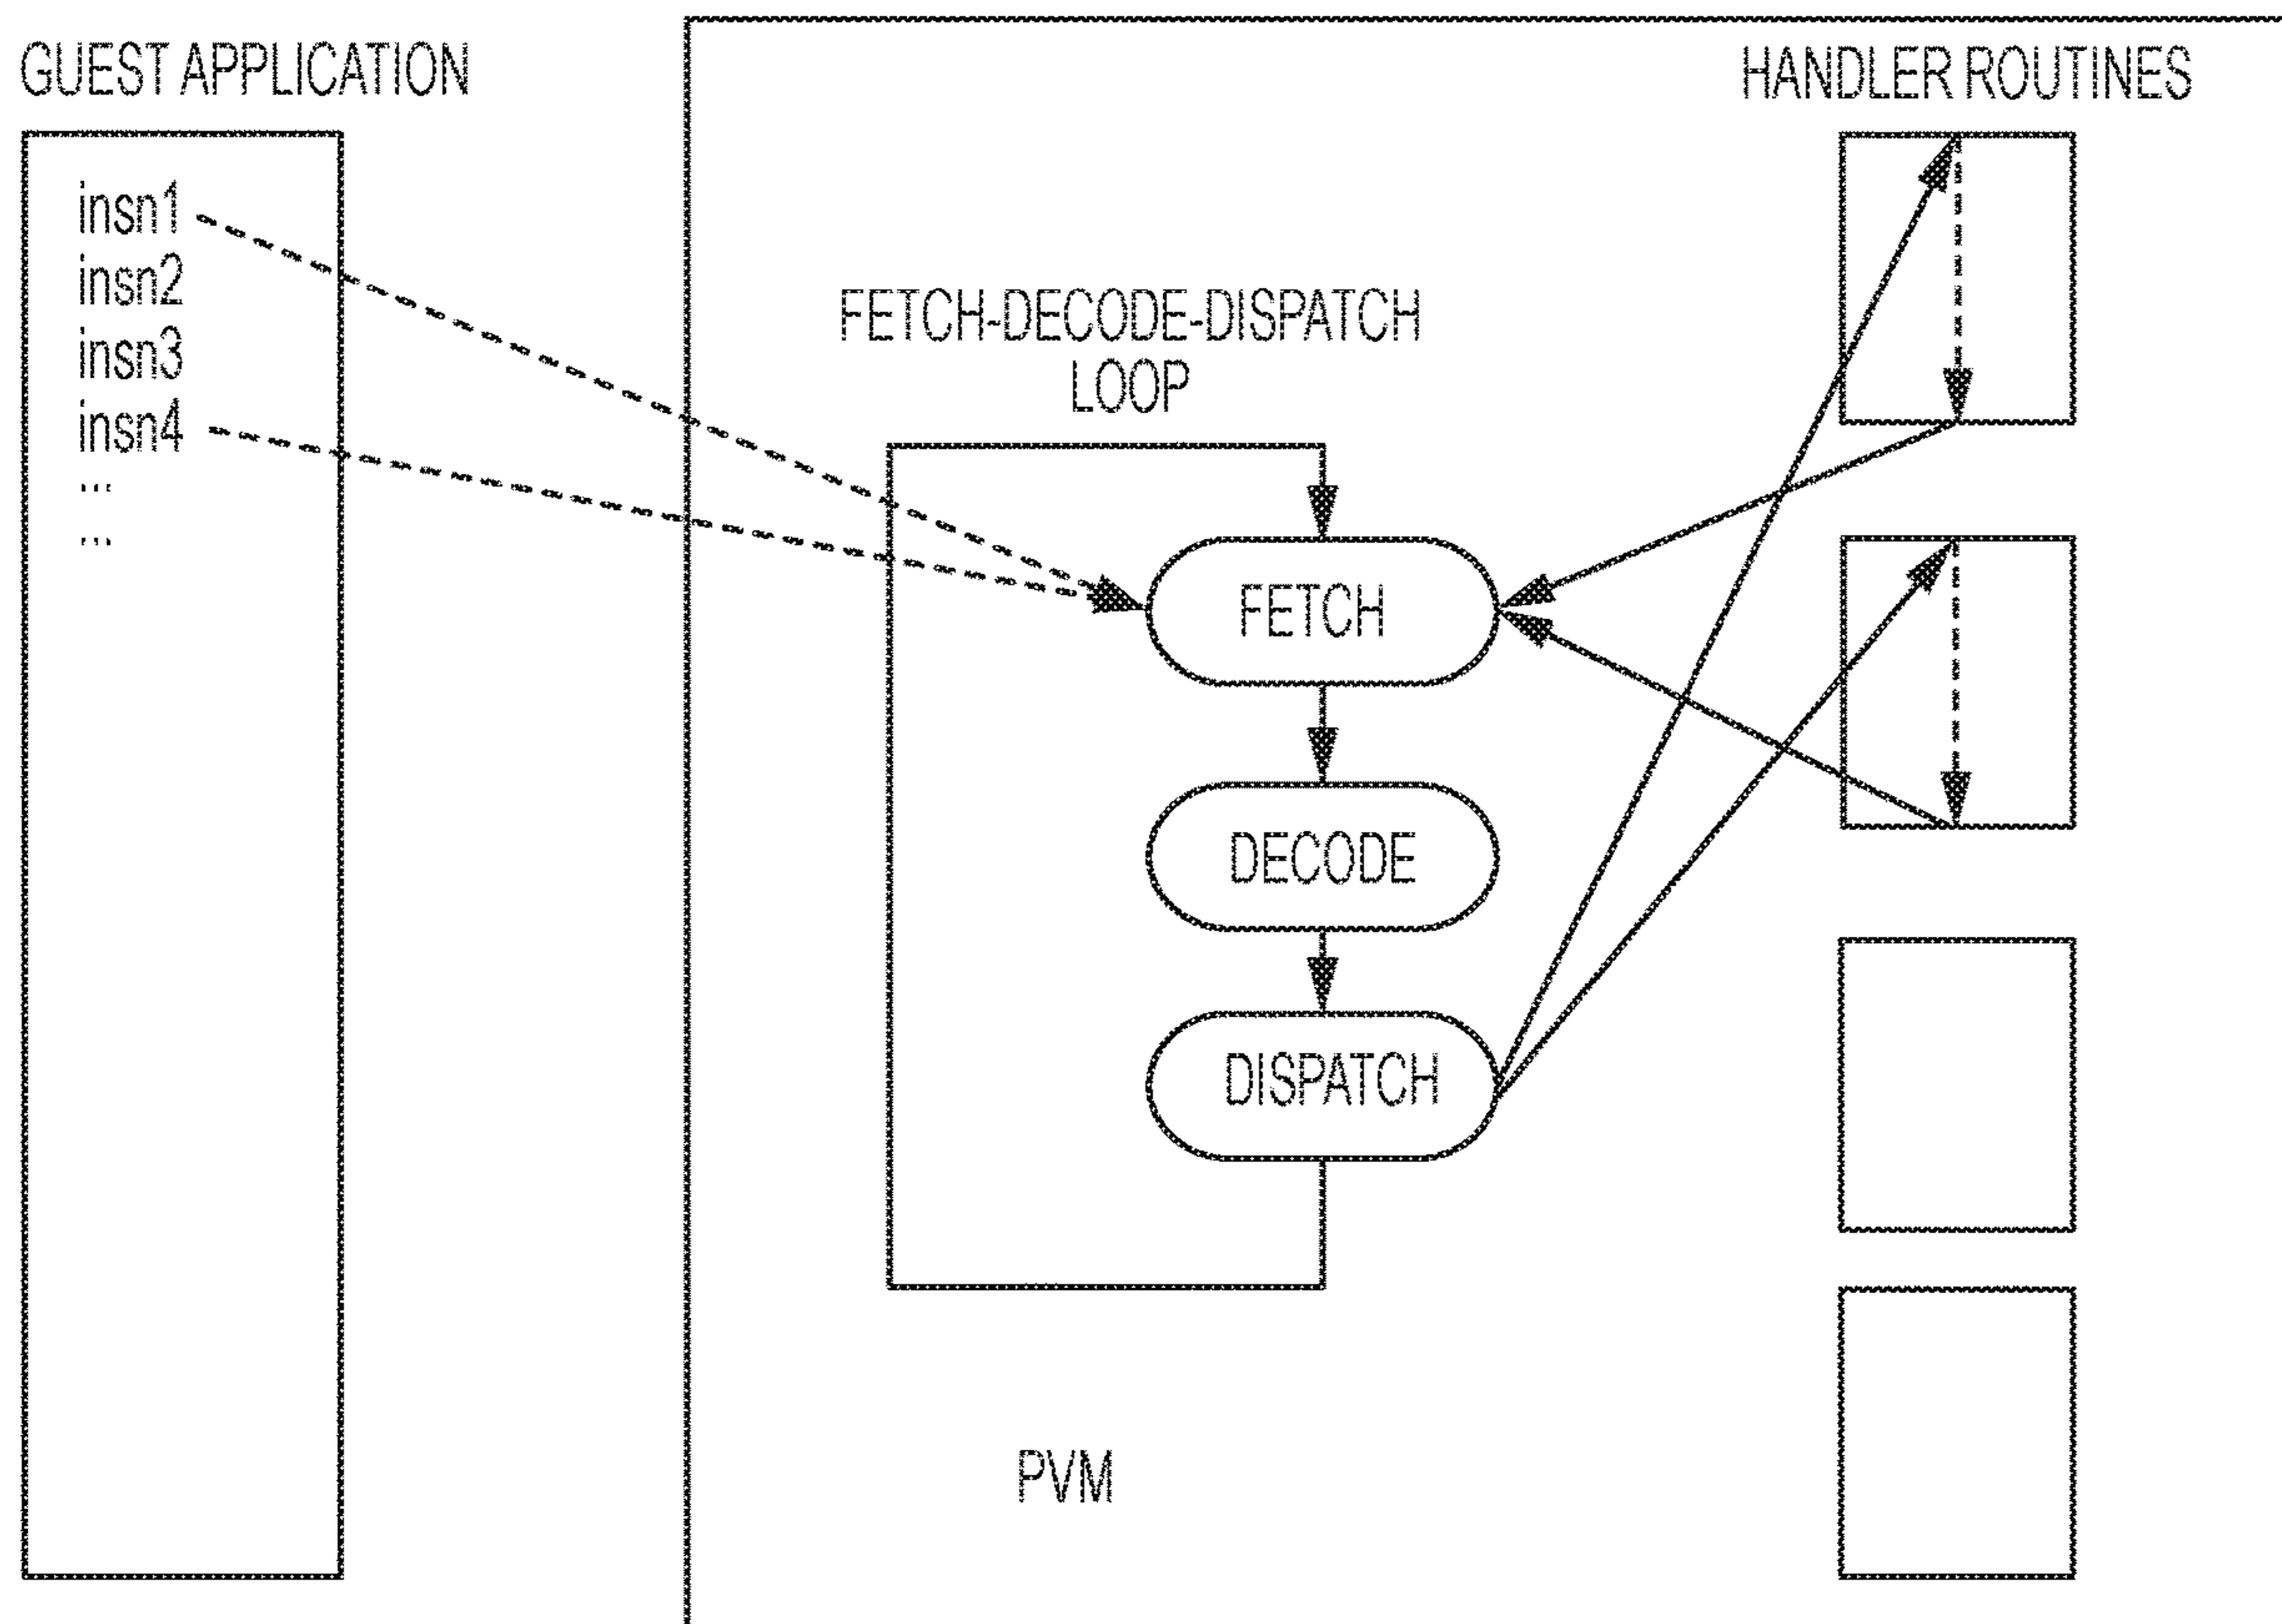 GUEST APPLICATION
insn1
insn2
insn3
insn4
...
...
HANDLER ROUTINES
FETCH-DECODE-DISPATCH
LOOP
FETCH
DECODE
DISPATCH
PVM